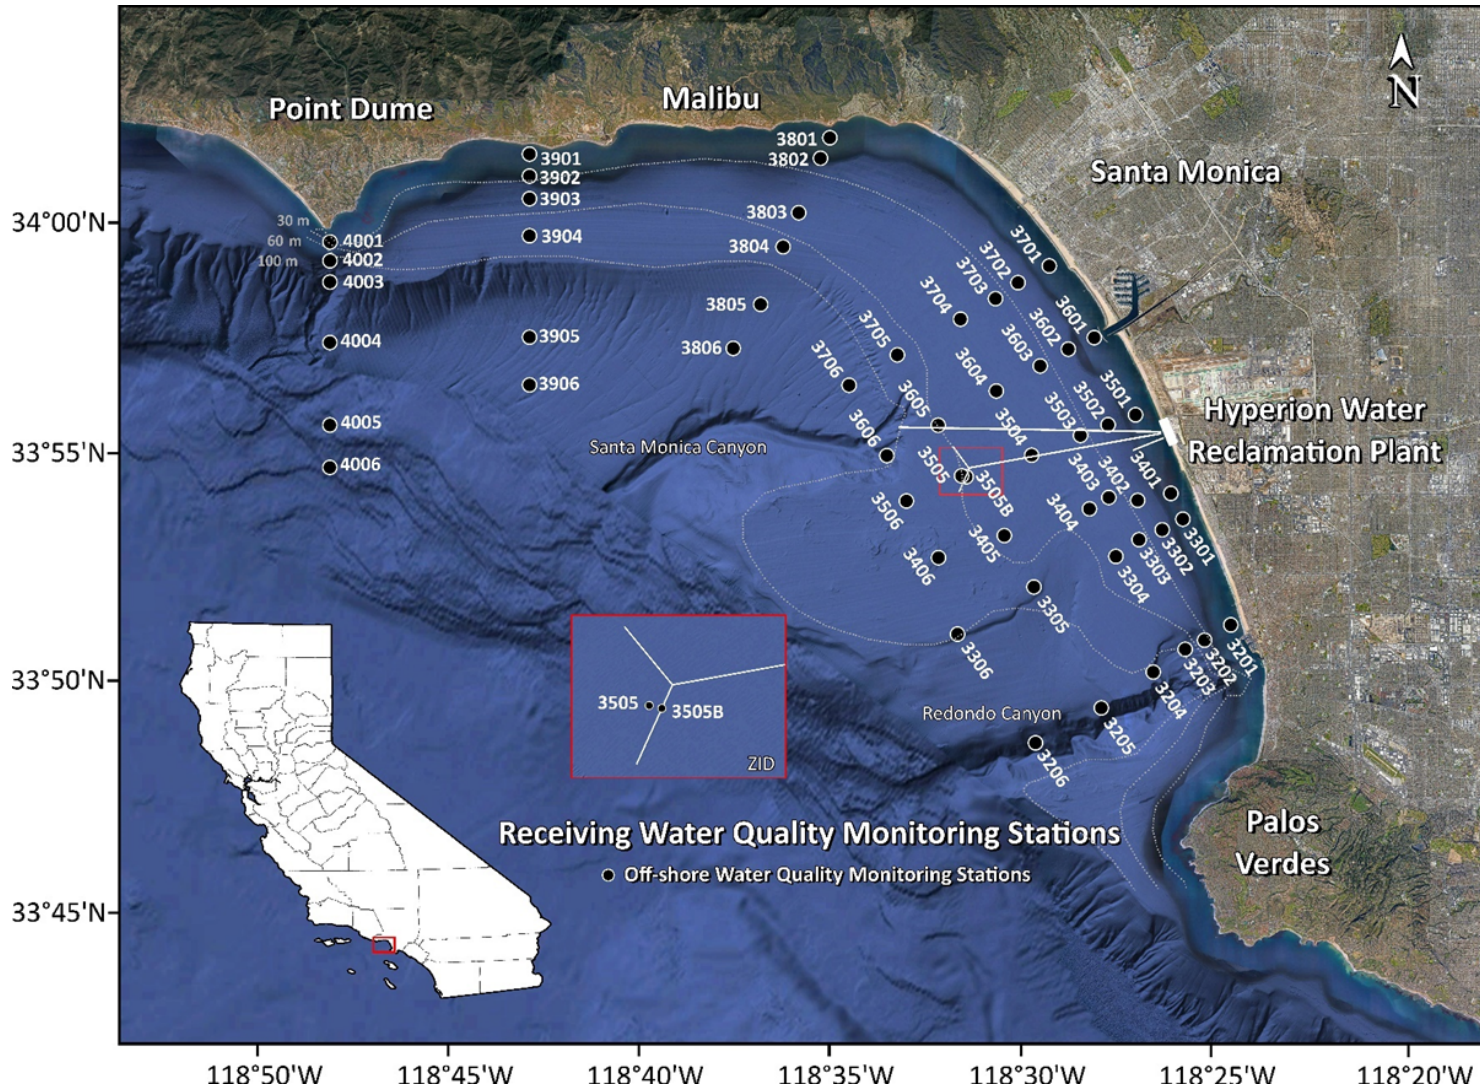 N
Point Dume
Malibu
Santa Monica
Hyperion Water
Reclamation Plant
Palos
Verdes
34°00'N
33°55'N
33°50'N
33°45'N
30 m
60 m
100 m
4001
4002
4003
4004
4005
4006
3901
3902
3903
3904
3905
3906
3801
3802
3803
3804
3805
3806
3701
3702
3703
3704
3705
3706
3601
3602
3603
3604
3605
3606
3501
3502
3503
3504
3505
3505B
3506
3401
3402
3403
3404
3405
3406
3301
3302
3303
3304
3305
3306
3201
3202
3203
3204
3205
3206
Santa Monica Canyon
Redondo Canyon
3505
3505B
ZID
Receiving Water Quality Monitoring Stations
Off-shore Water Quality Monitoring Stations
118°50'W
118°45'W
118°40'W
118°35'W
118°30'W
118°25'W
118°20'W